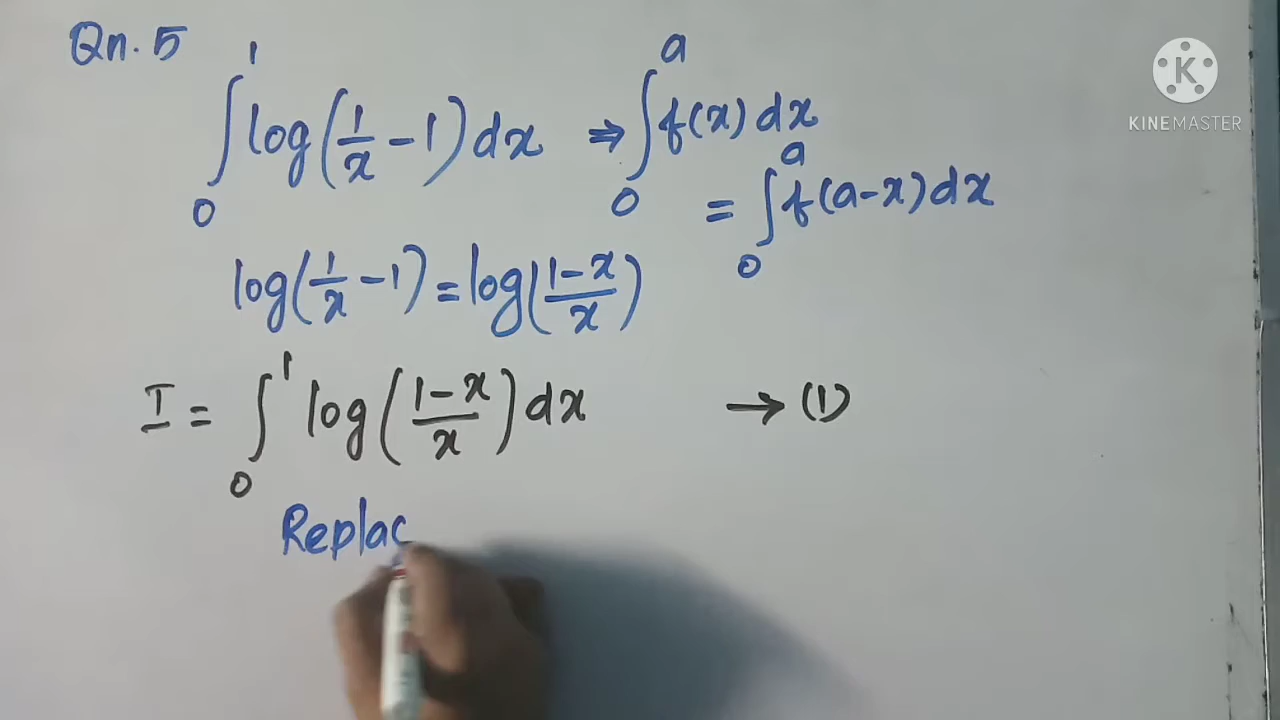 Qn. 5
∫₀¹ log(1/x − 1) dx ⇒ ∫₀ᵃ f(x) dx
= ∫₀ᵃ f(a−x) dx
log(1/x − 1) = log((1−x)/x)
I = ∫₀¹ log((1−x)/x) dx → (1)
Replac
KINEMASTER